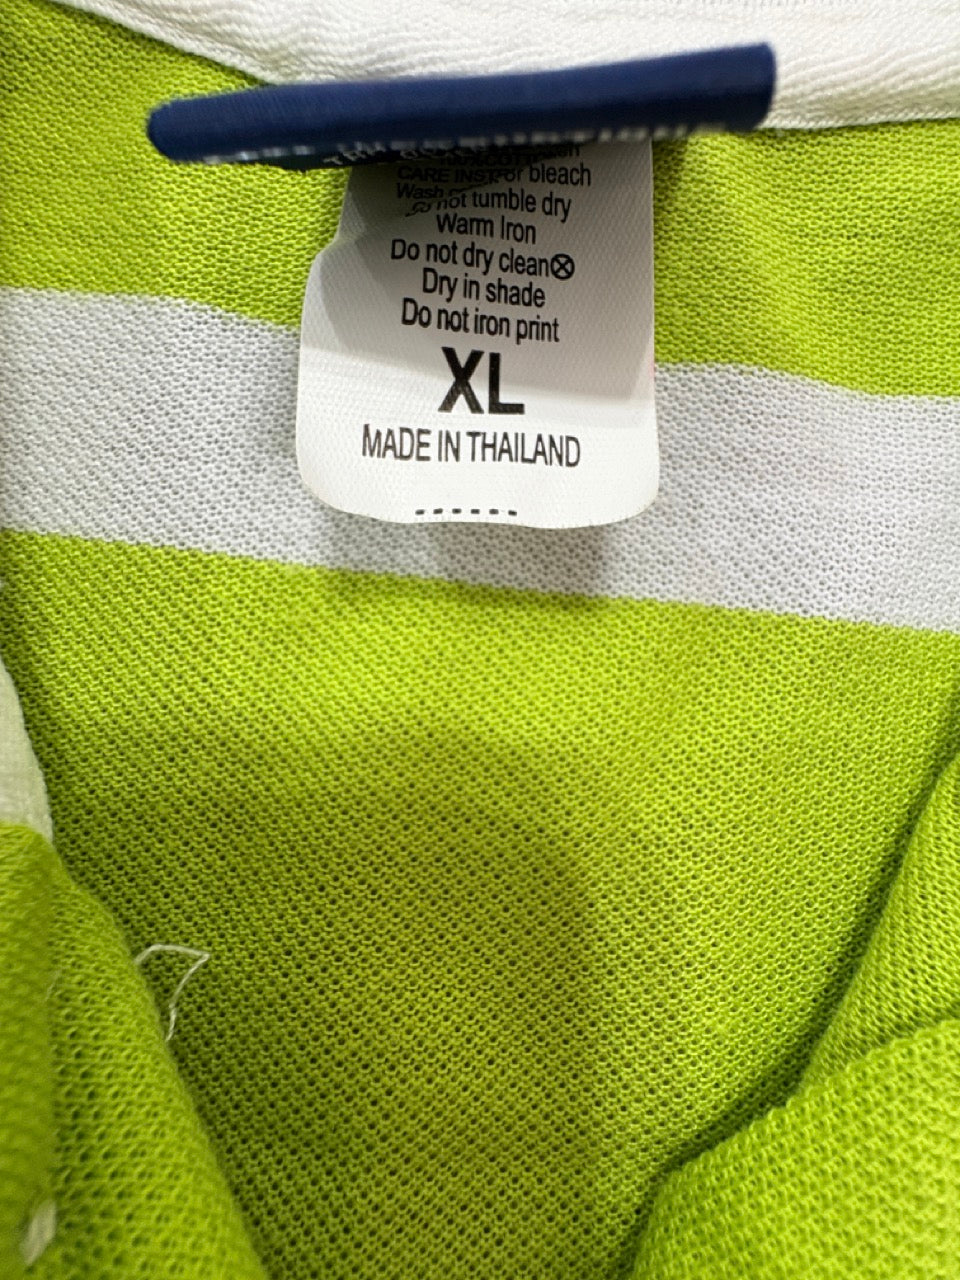 CARE INST or bleach
Wash not tumble dry
Warm Iron
Do not dry clean
Dry in shade
Do not iron print
XL
MADE IN THAILAND